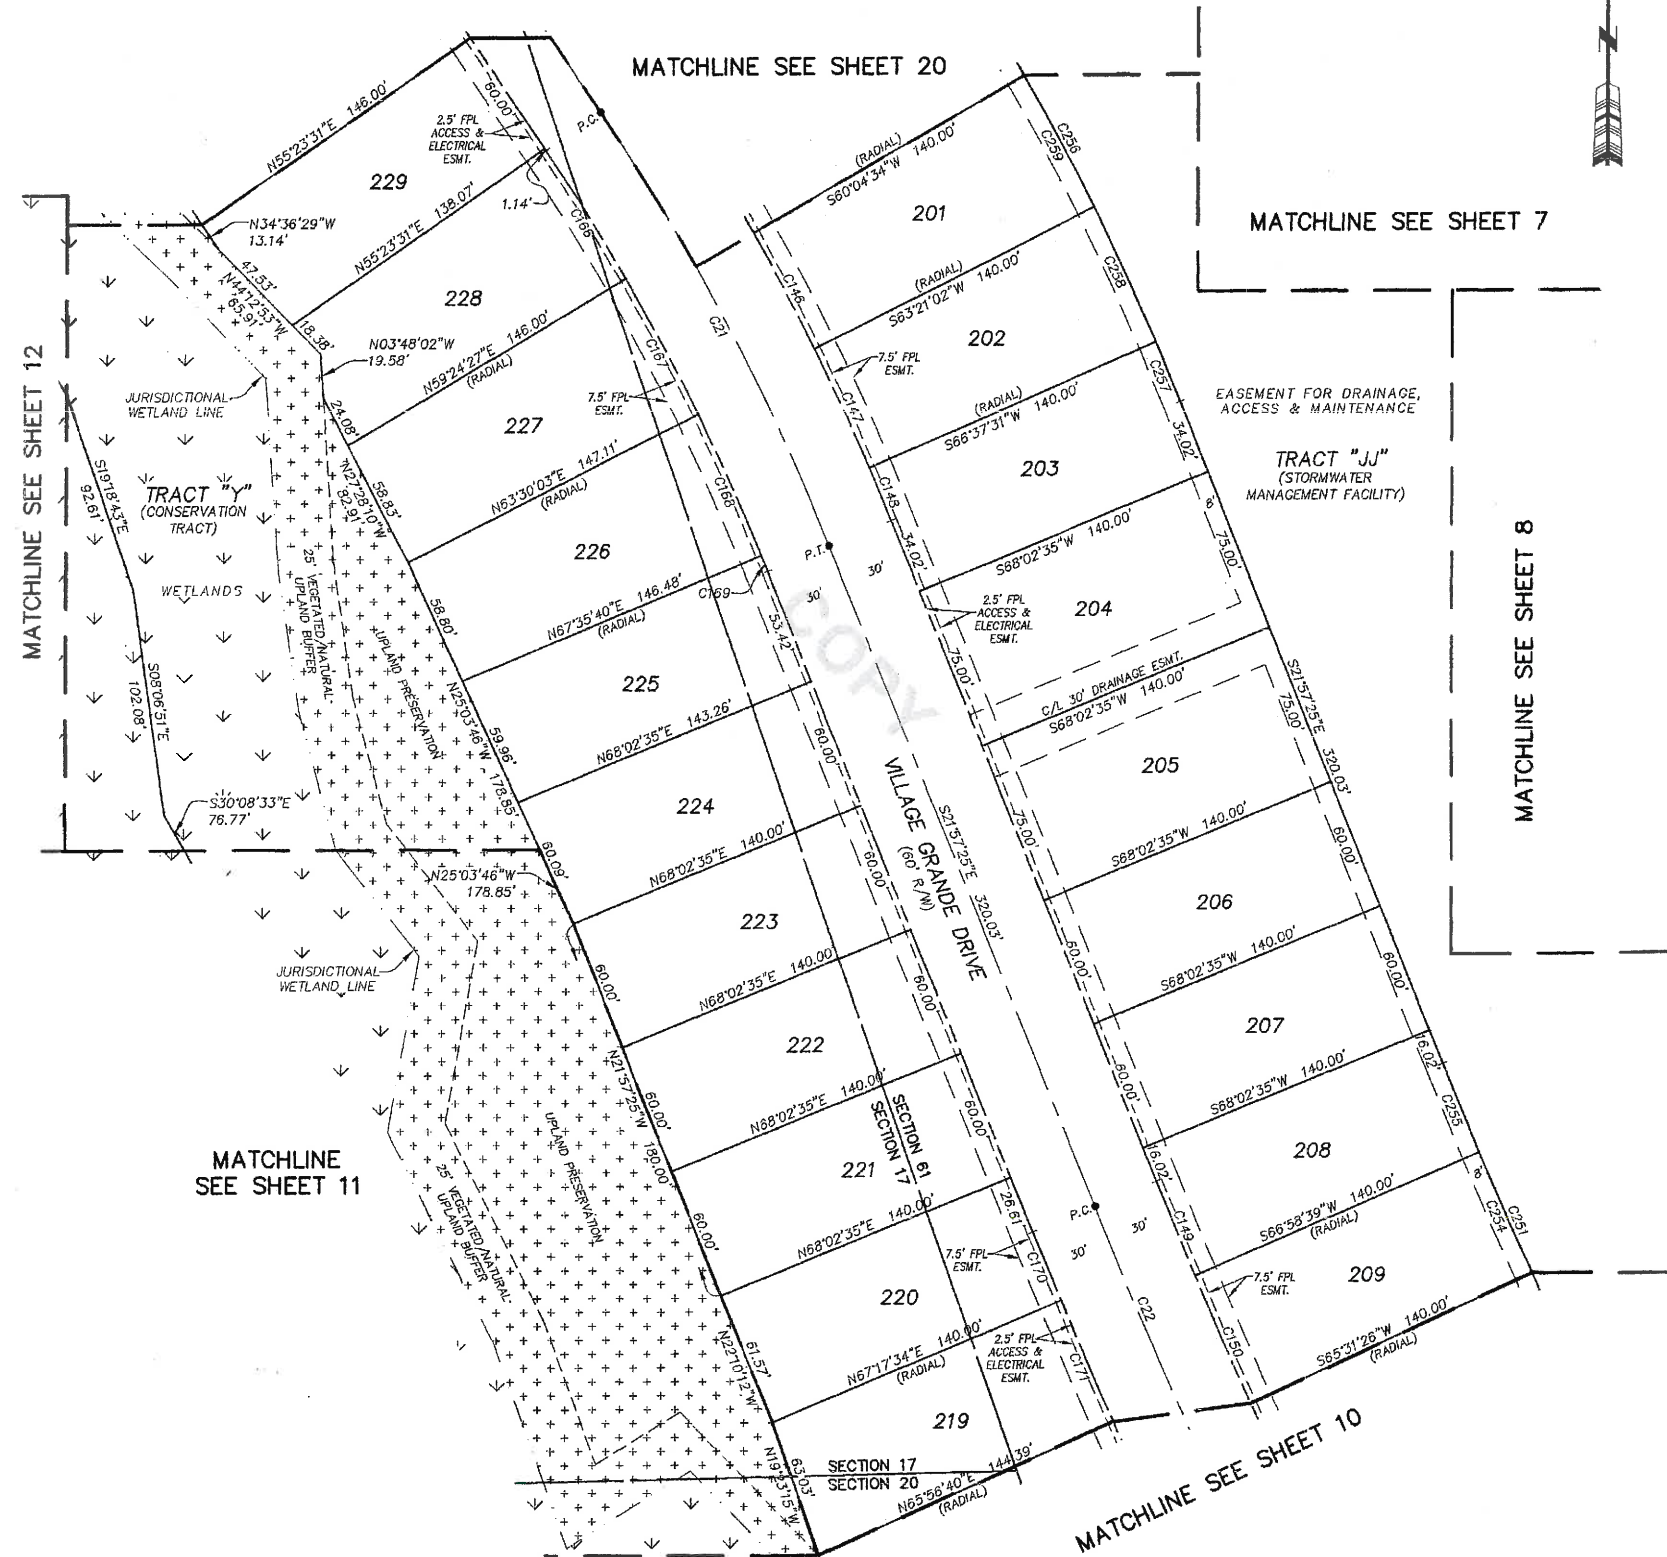 MATCHLINE SEE SHEET 20
N
MATCHLINE SEE SHEET 7
MATCHLINE SEE SHEET 12
MATCHLINE SEE SHEET 8
N55°23'31"E 146.00'
60.00'
2.5' FPL
ACCESS &
ELECTRICAL
ESMT.
P.C.
229
N34°36'29"W
13.14'
47.53'
N44°12'53"W
65.91'
18.38'
N55°23'31"E 138.07'
1.14'
C166
228
N03°48'02"W
19.58'
N59°24'27"E 146.00'
(RADIAL)
24.08'
C167
7.5' FPL
ESMT.
227
58.83'
N27°28'10"W
82.91'
N63°30'03"E 147.11'
(RADIAL)
C168
226
58.80'
N67°35'40"E 146.48'
(RADIAL)
C169
53.42'
225
N25°03'46"W 178.85'
59.96'
N68°02'35"E 143.26'
60.00'
224
60.09'
N25°03'46"W
178.85'
N68°02'35"E 140.00'
60.00'
223
60.00'
N68°02'35"E 140.00'
60.00'
222
N21°57'25"W 180.00'
60.00'
N68°02'35"E 140.00'
60.00'
221
SECTION 61
SECTION 17
60.00'
N68°02'35"E 140.00'
26.61'
7.5' FPL
ESMT.
C170
220
N22°10'12"W
61.57'
N67°17'34"E 140.00'
(RADIAL)
2.5' FPL
ACCESS &
ELECTRICAL
ESMT.
C171
219
N19°23'15"W
63.03'
SECTION 17
SECTION 20
N65°56'40"E 144.39'
(RADIAL)
JURISDICTIONAL
WETLAND LINE
TRACT "Y"
(CONSERVATION
TRACT)
WETLANDS
S19°18'43"E
92.61'
S08°06'51"E
102.08'
S30°08'33"E
76.77'
25' VEGETATED/NATURAL
UPLAND BUFFER
UPLAND PRESERVATION
JURISDICTIONAL
WETLAND LINE
MATCHLINE
SEE SHEET 11
25' VEGETATED/NATURAL
UPLAND BUFFER
UPLAND PRESERVATION
C21
P.T.
30'
30'
COPY
VILLAGE GRANDE DRIVE
(60' R/W)
S21°57'25"E 320.03'
P.C.
30'
30'
C22
(RADIAL)
S60°04'34"W 140.00'
C256
C259
201
C146
(RADIAL)
S63°21'02"W 140.00'
C258
202
7.5' FPL
ESMT.
C147
(RADIAL)
S66°37'31"W 140.00'
C257
203
C148
34.02'
34.02'
S68°02'35"W 140.00'
8'
2.5' FPL
ACCESS &
ELECTRICAL
ESMT.
204
75.00'
75.00'
C/L 30' DRAINAGE ESMT.
S68°02'35"W 140.00'
S21°57'25"E 320.03'
75.00'
205
75.00'
S68°02'35"W 140.00'
60.00'
206
60.00'
S68°02'35"W 140.00'
60.00'
207
60.00'
S68°02'35"W 140.00'
16.02'
16.02'
C255
208
C149
S66°58'39"W 140.00'
(RADIAL)
8'
C254
C251
7.5' FPL
ESMT.
209
C150
S65°31'26"W 140.00'
(RADIAL)
EASEMENT FOR DRAINAGE,
ACCESS & MAINTENANCE
TRACT "JJ"
(STORMWATER
MANAGEMENT FACILITY)
MATCHLINE SEE SHEET 10